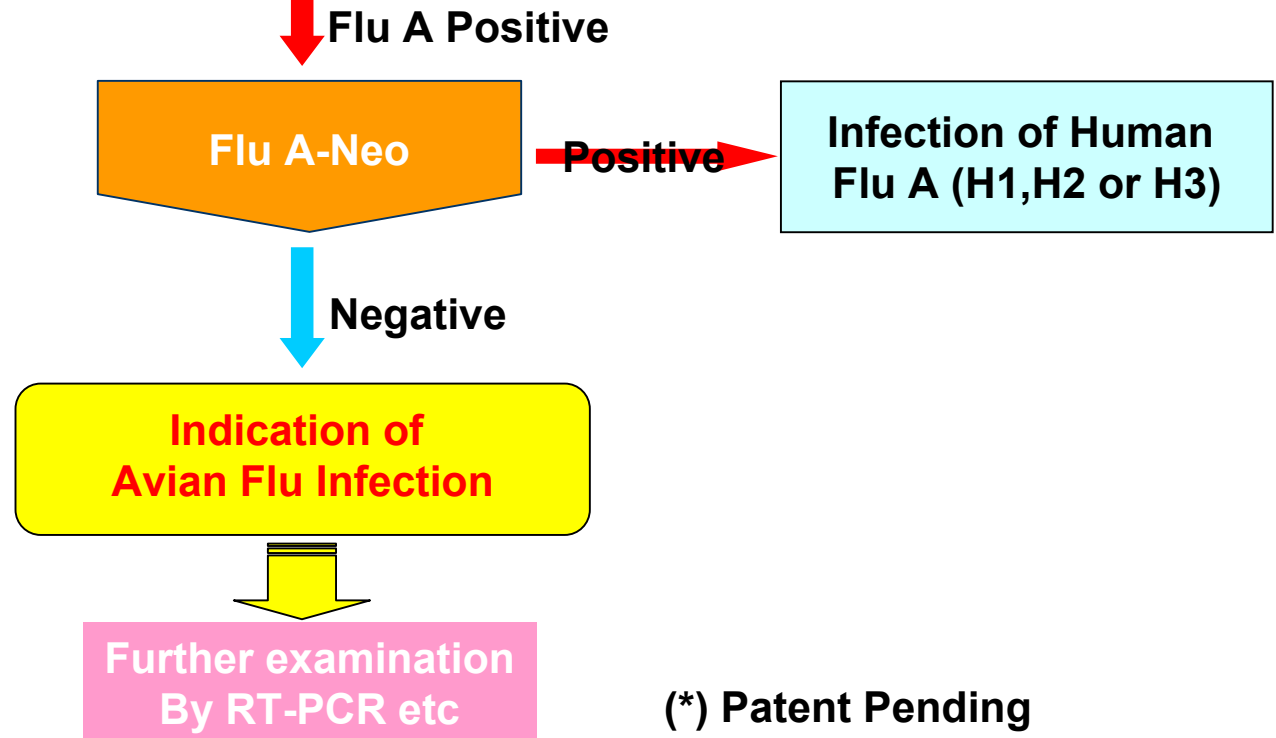 Flu A Positive
Flu A-Neo
Positive
Infection of Human
Flu A (H1,H2 or H3)
Negative
Indication of
Avian Flu Infection
Further examination
By RT-PCR etc
(*) Patent Pending